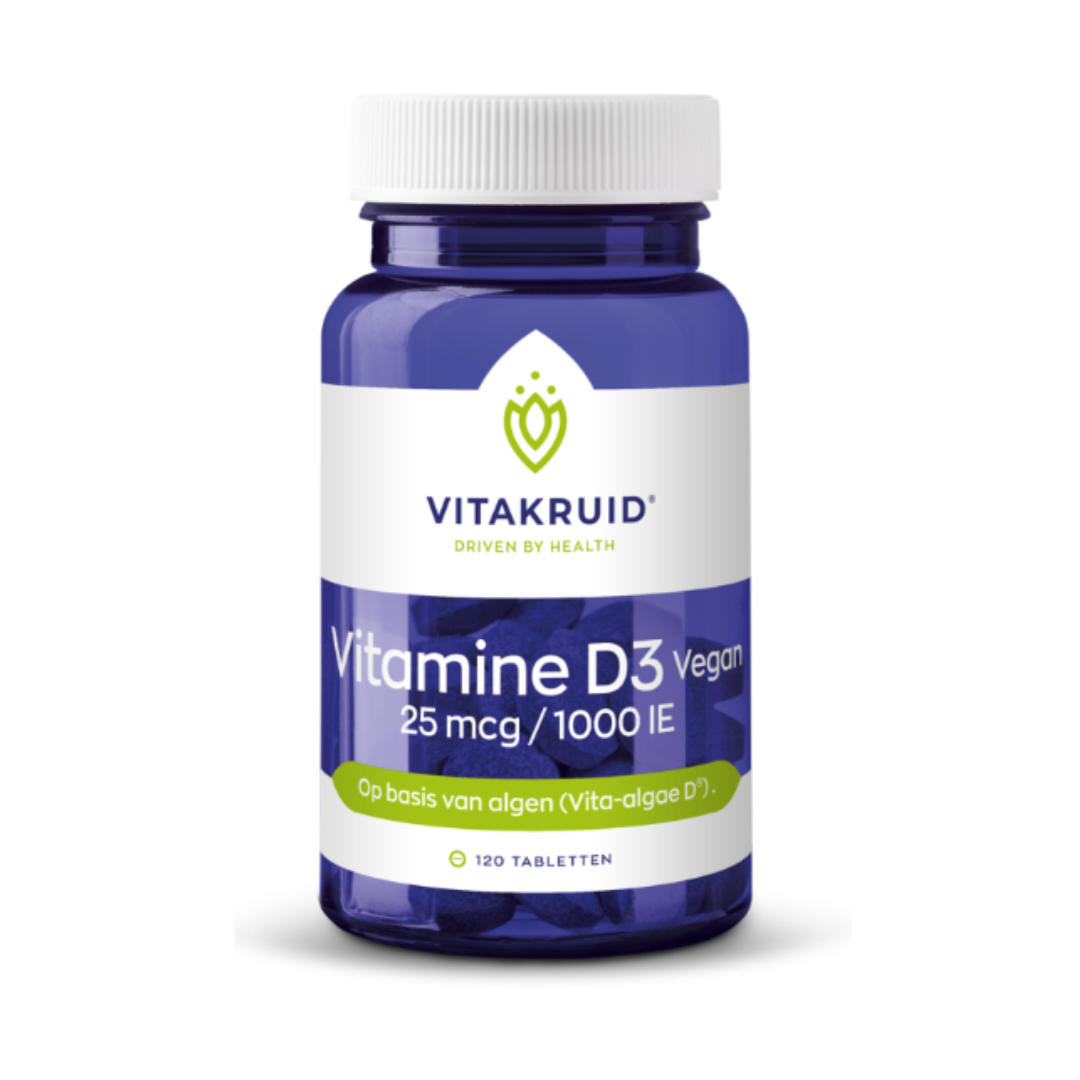 VITAKRUID®
DRIVEN BY HEALTH
Vitamine D3 Vegan
25 mcg / 1000 IE
Op basis van algen (Vita-algae D®).
120 TABLETTEN